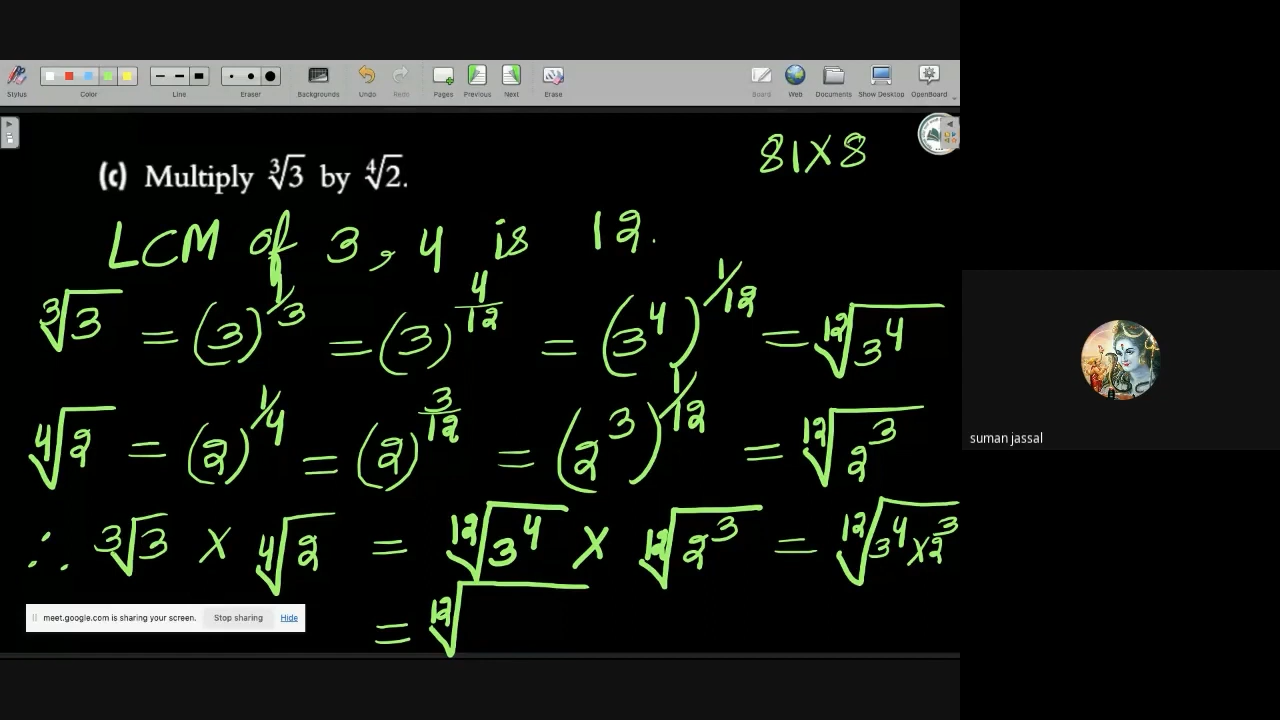 Stylus Color Line Eraser Backgrounds Undo Redo Pages Previous Next Erase Board Web Documents Show Desktop OpenBoard
81×8
(c) Multiply ∛3 by ∜2.
LCM of 3, 4 is 12.
∛3 = (3)^1/3 = (3)^4/12 = (3^4)^1/12 = ¹²√3^4
∜2 = (2)^1/4 = (2)^3/12 = (2^3)^1/12 = ¹²√2^3
∴ ∛3 × ∜2 = ¹²√3^4 × ¹²√2^3 = ¹²√3^4×2^3
= ¹²√
meet.google.com is sharing your screen. Stop sharing Hide
suman jassal